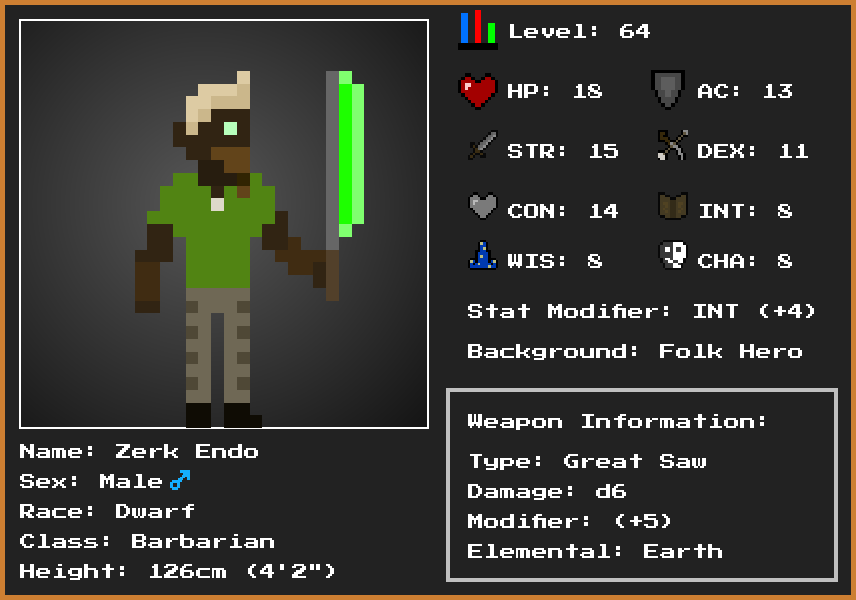 Level: 64
HP: 18 AC: 13
STR: 15 DEX: 11
CON: 14 INT: 8
WIS: 8 CHA: 8
Stat Modifier: INT (+4)
Background: Folk Hero
Weapon Information:
Type: Great Saw
Damage: d6
Modifier: (+5)
Elemental: Earth
Name: Zerk Endo
Sex: Male♂
Race: Dwarf
Class: Barbarian
Height: 126cm (4'2")